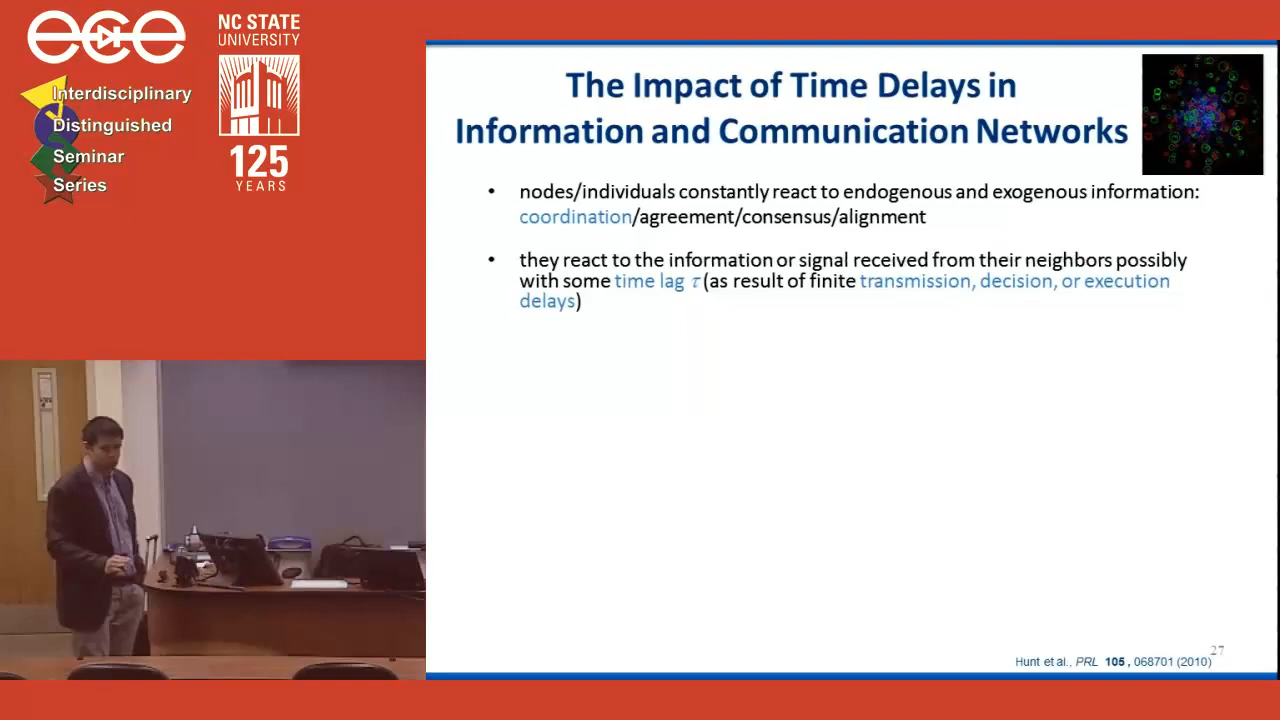 ece
NC STATE
UNIVERSITY
125
YEARS
Interdisciplinary
Distinguished
Seminar
Series
The Impact of Time Delays in
Information and Communication Networks
• nodes/individuals constantly react to endogenous and exogenous information:
coordination/agreement/consensus/alignment
• they react to the information or signal received from their neighbors possibly
with some time lag τ (as result of finite transmission, decision, or execution
delays)
27
Hunt et al., PRL 105 , 068701 (2010)